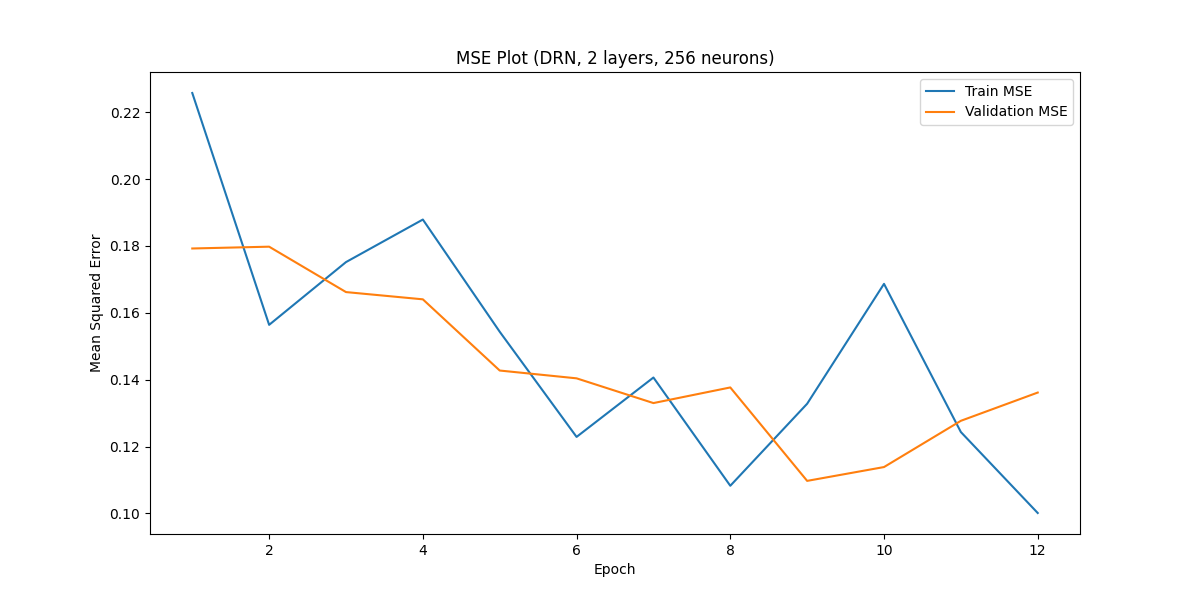 MSE Plot (DRN, 2 layers, 256 neurons)
Train MSE
Validation MSE
Mean Squared Error
0.22
0.20
0.18
0.16
0.14
0.12
0.10
2 4 6 8 10 12
Epoch